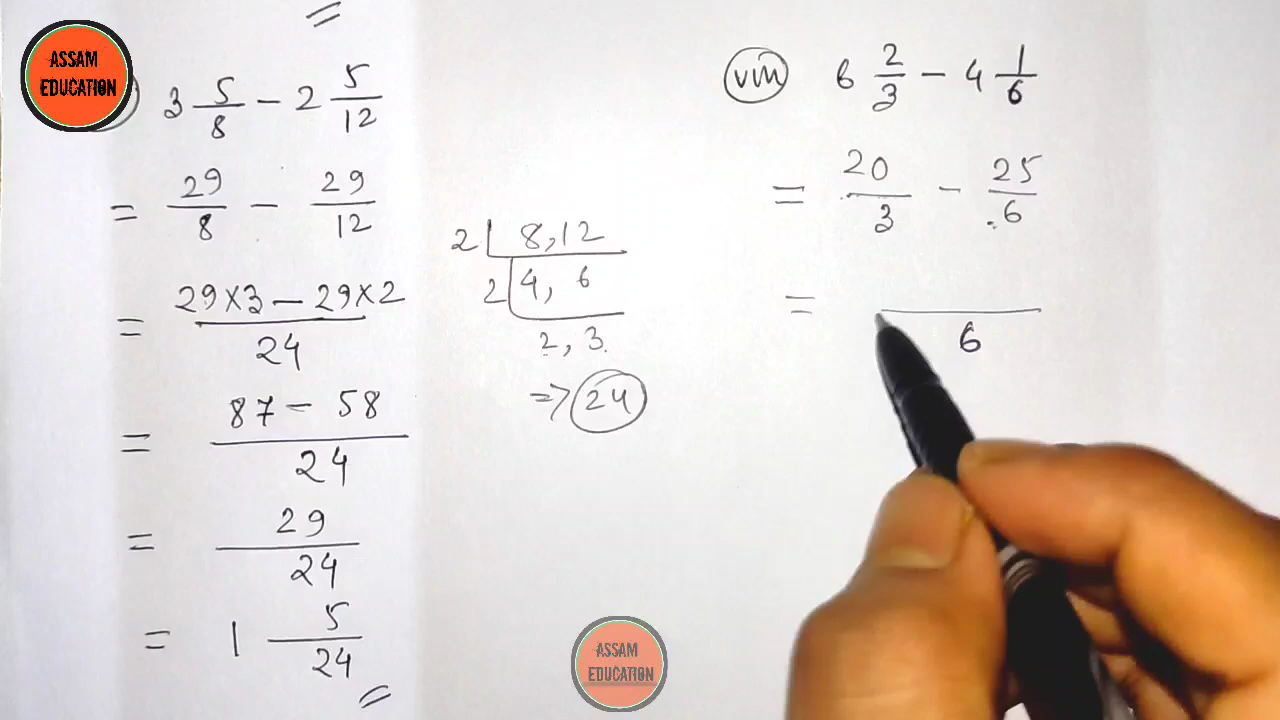 =
ASSAM
EDUCATION
3 5/8 - 2 5/12
= 29/8 - 29/12
= 29×3 - 29×2 / 24
= 87 - 58 / 24
= 29/24
= 1 5/24
=
2 | 8, 12
2 | 4, 6
2, 3
=> 24
(viii) 6 2/3 - 4 1/6
= 20/3 - 25/6
= /6
ASSAM
EDUCATION